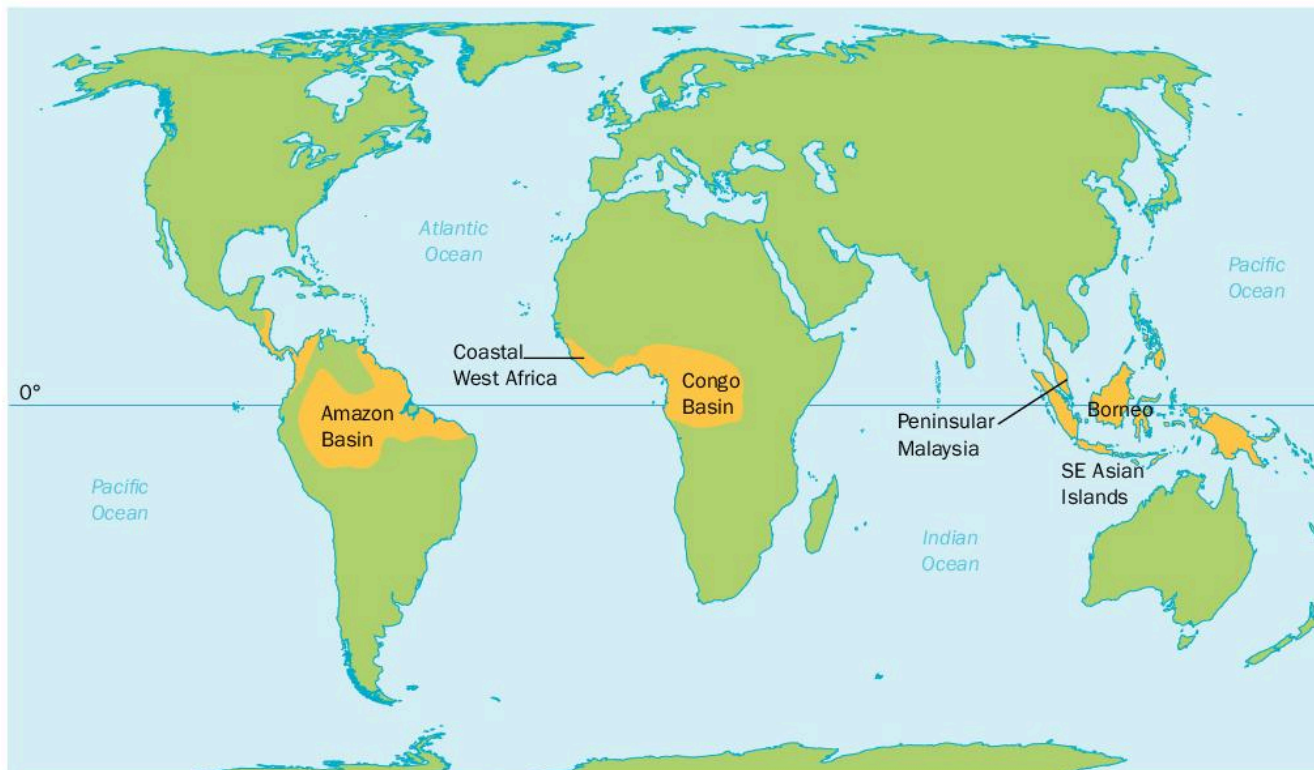 Atlantic
Ocean
Pacific
Ocean
Coastal
West Africa
Congo
Basin
0°
Amazon
Basin
Borneo
Peninsular
Malaysia
SE Asian
Islands
Pacific
Ocean
Indian
Ocean